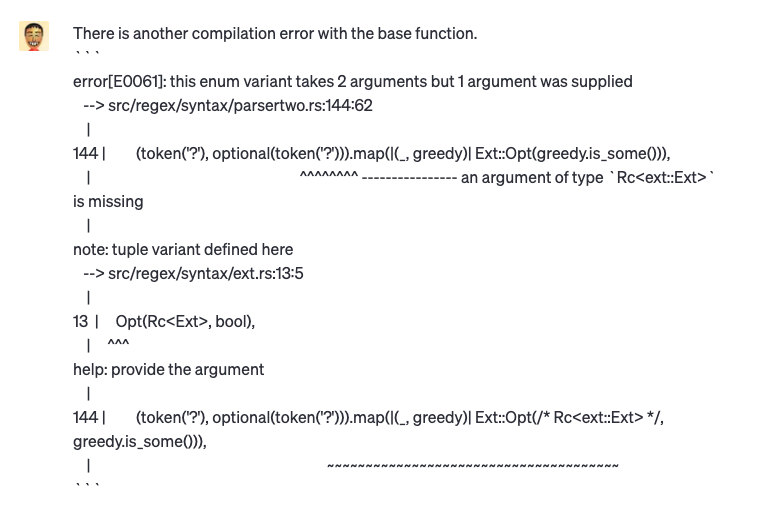 There is another compilation error with the base function.
```
error[E0061]: this enum variant takes 2 arguments but 1 argument was supplied
--> src/regex/syntax/parsertwo.rs:144:62
|
144 | (token('?'), optional(token('?'))).map(|(_, greedy)| Ext::Opt(greedy.is_some())),
| ^^^^^^^^ ---------------- an argument of type `Rc<ext::Ext>`
is missing
|
note: tuple variant defined here
--> src/regex/syntax/ext.rs:13:5
|
13 | Opt(Rc<Ext>, bool),
| ^^^
help: provide the argument
|
144 | (token('?'), optional(token('?'))).map(|(_, greedy)| Ext::Opt(/* Rc<ext::Ext> */,
greedy.is_some())),
| ~~~~~~~~~~~~~~~~~~~~~~~~~~~~~~~~~~~~~
```